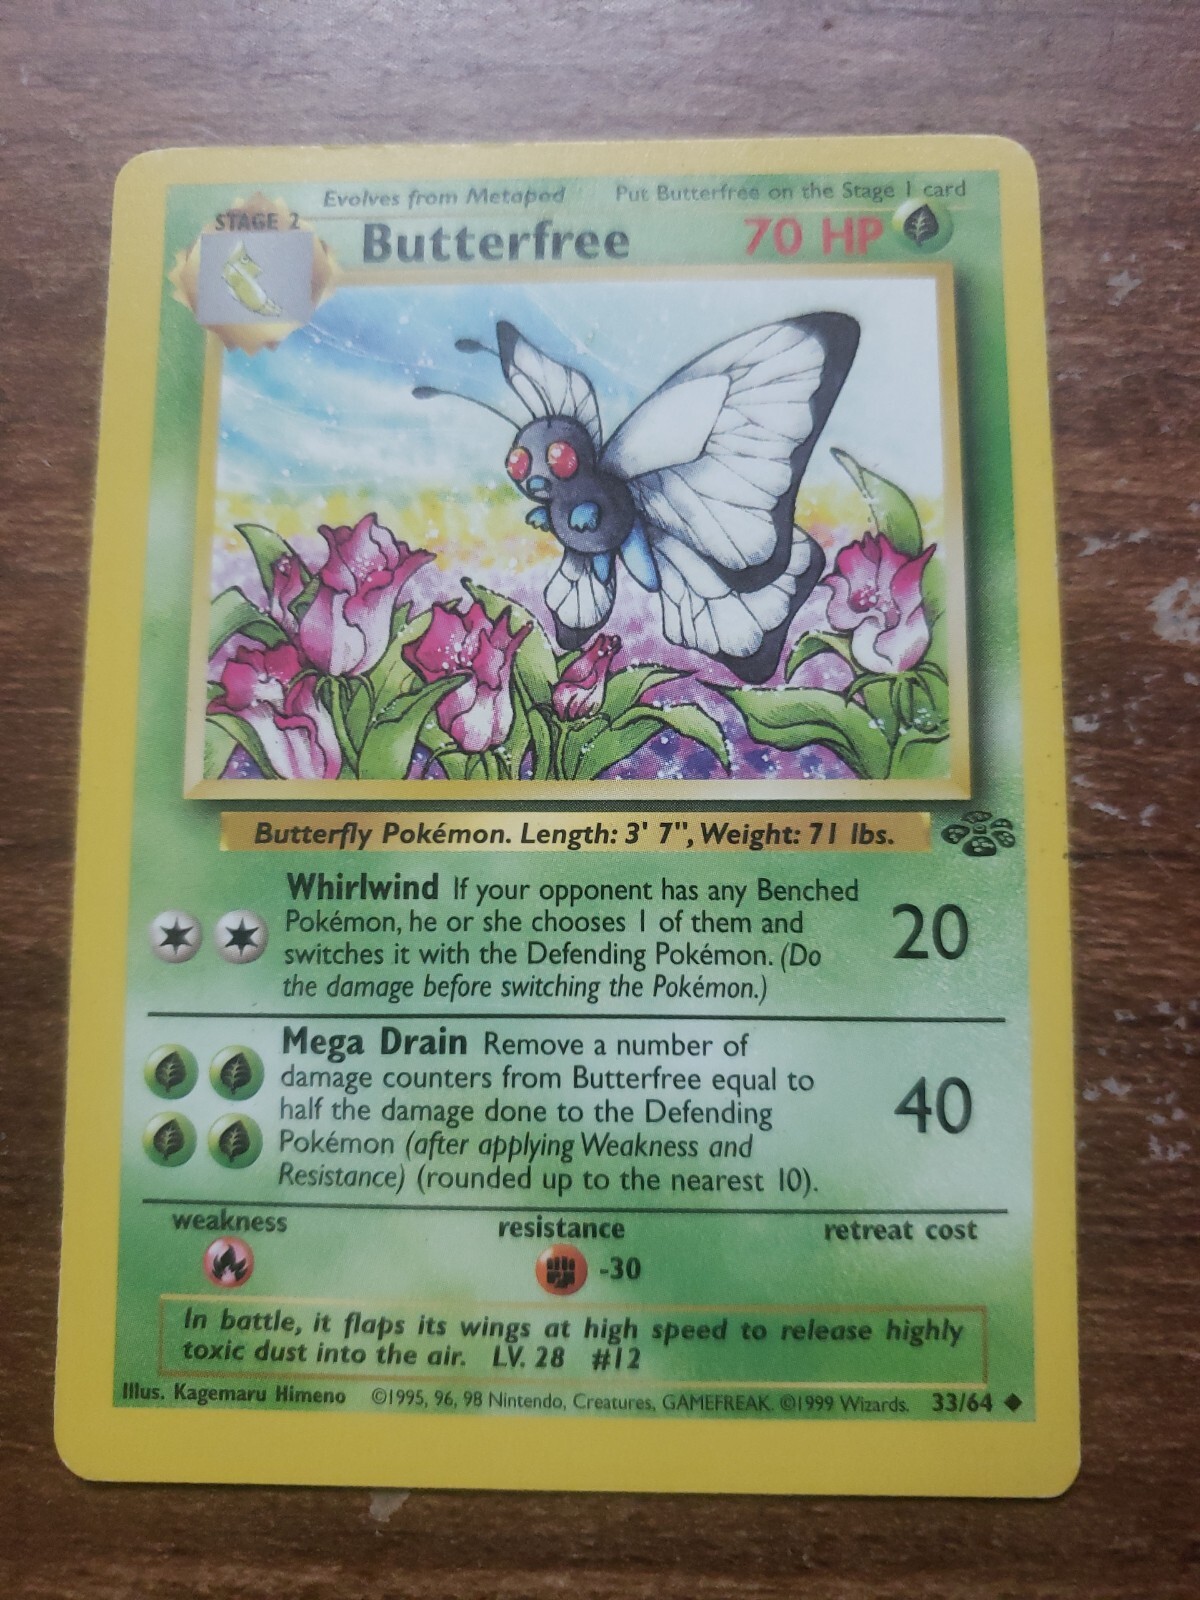 Evolves from Metapod Put Butterfree on the Stage 1 card
STAGE 2
Butterfree 70 HP
Butterfly Pokémon. Length: 3' 7", Weight: 71 lbs.
Whirlwind If your opponent has any Benched
Pokémon, he or she chooses 1 of them and
switches it with the Defending Pokémon. (Do
the damage before switching the Pokémon.)
20
Mega Drain Remove a number of
damage counters from Butterfree equal to
half the damage done to the Defending
Pokémon (after applying Weakness and
Resistance) (rounded up to the nearest 10).
40
weakness resistance retreat cost
-30
In battle, it flaps its wings at high speed to release highly
toxic dust into the air. LV. 28 #12
Illus. Kagemaru Himeno ©1995, 96, 98 Nintendo, Creatures, GAMEFREAK. ©1999 Wizards. 33/64